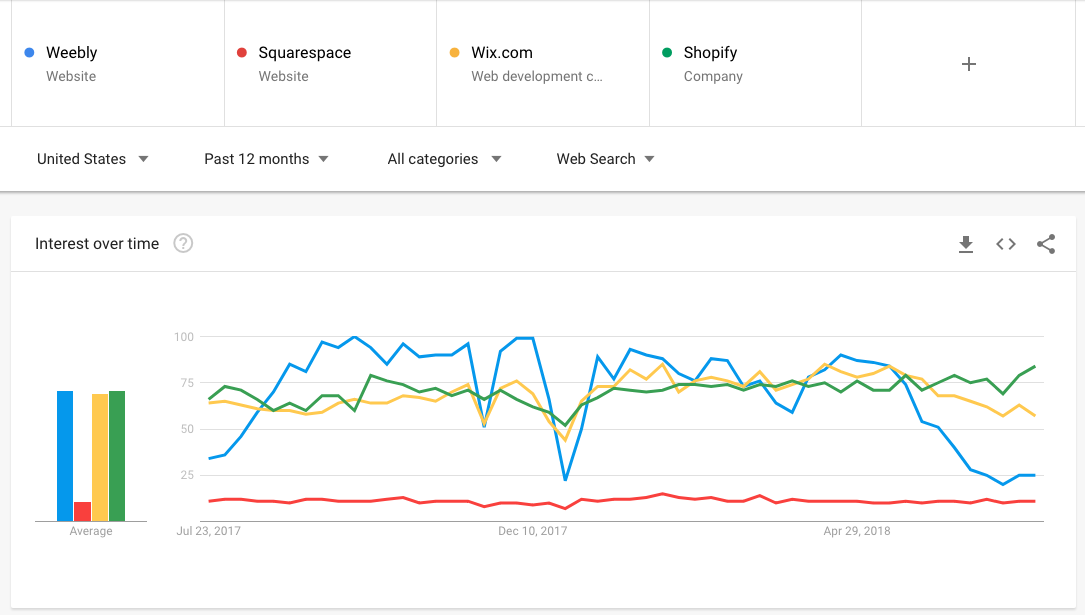 Weebly
Website
Squarespace
Website
Wix.com
Web development c...
Shopify
Company
+
United States
Past 12 months
All categories
Web Search
Interest over time
?
100
75
50
25
Average
Jul 23, 2017
Dec 10, 2017
Apr 29, 2018